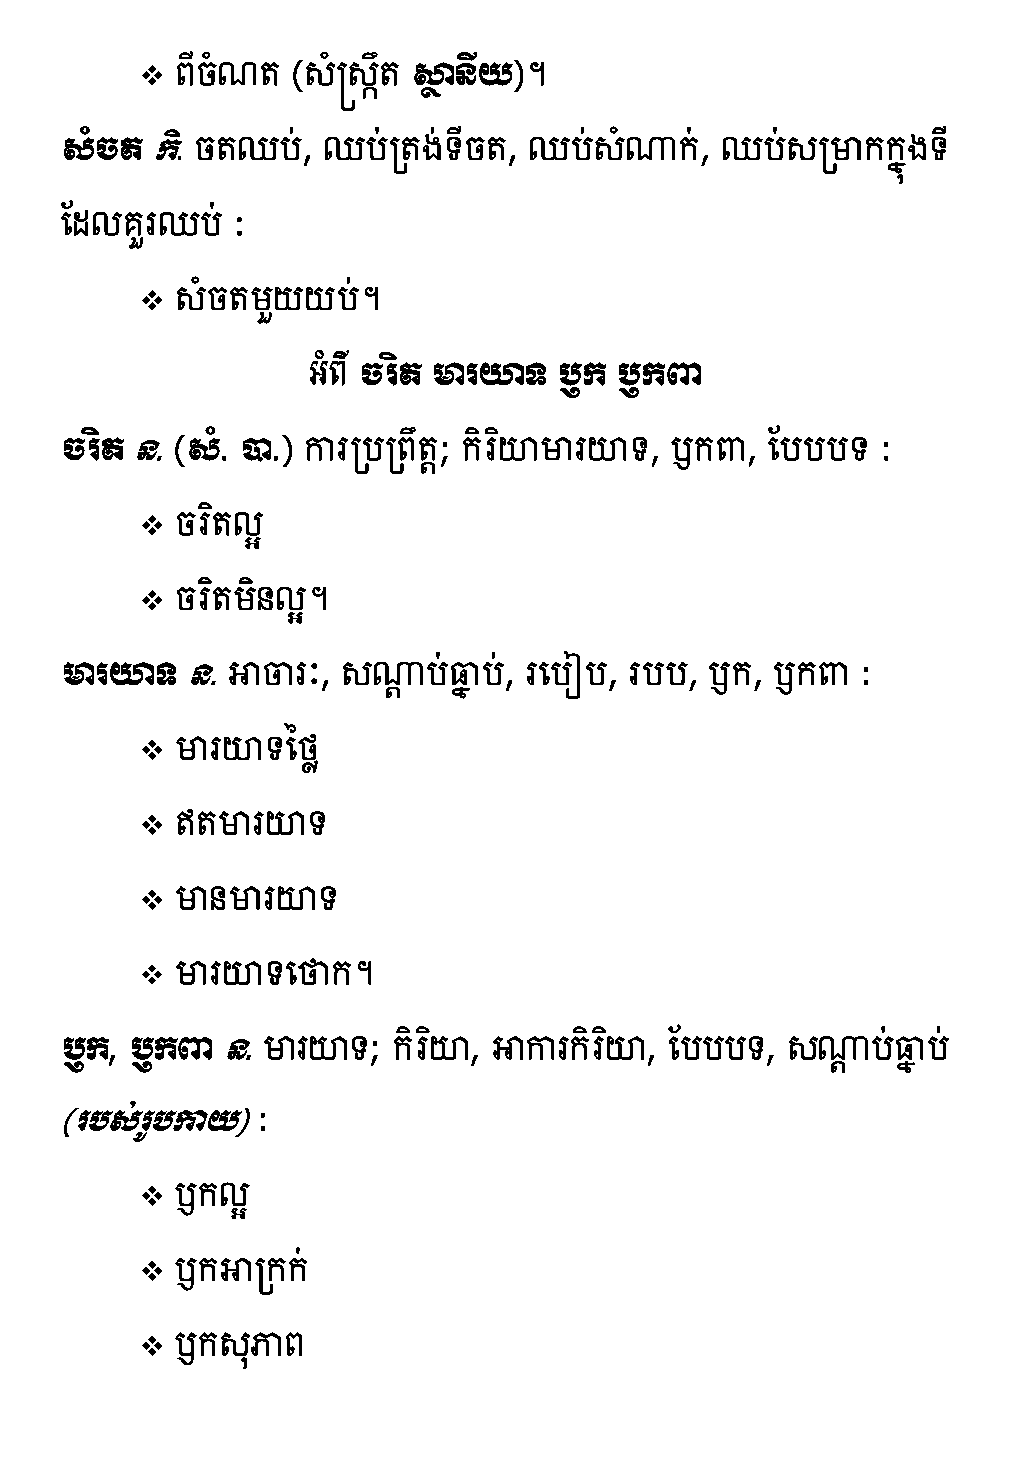 ❖ ពីចំណត (សំស្ក្រឹត ស្ថានីយ)។
សំចត កិ. ចតឈប់, ឈប់ត្រង់ទីចត, ឈប់សំណាក់, ឈប់សម្រាកក្នុងទី
ដែលគួរឈប់ :
❖ សំចតមួយយប់។
អំពី ចរិត មារយាទ ឫក ឫកពា
ចរិត ន. (សំ. បា.) ការប្រព្រឹត្ត; កិរិយាមារយាទ, ឫកពា, បែបបទ :
❖ ចរិតល្អ
❖ ចរិតមិនល្អ។
មារយាទ ន. អាចារៈ, សណ្ដាប់ធ្នាប់, របៀប, របប, ឫក, ឫកពា :
❖ មារយាទថ្លៃ
❖ ឥតមារយាទ
❖ មានមារយាទ
❖ មារយាទថោក។
ឫក, ឫកពា ន. មារយាទ; កិរិយា, អាការកិរិយា, បែបបទ, សណ្ដាប់ធ្នាប់
(របស់រូបកាយ) :
❖ ឫកល្អ
❖ ឫកអាក្រក់
❖ ឫកសុភាព